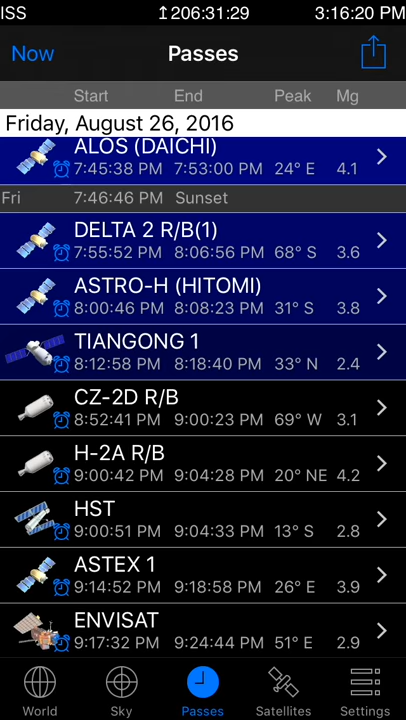 ISS ↥206:31:29 3:16:20 PM
Now Passes
Start End Peak Mg
Friday, August 26, 2016
ALOS (DAICHI)
7:45:38 PM 7:53:00 PM 24° E 4.1
Fri 7:46:46 PM Sunset
DELTA 2 R/B(1)
7:55:52 PM 8:06:56 PM 68° S 3.6
ASTRO-H (HITOMI)
8:00:46 PM 8:08:23 PM 31° S 3.8
TIANGONG 1
8:12:58 PM 8:18:40 PM 33° N 2.4
CZ-2D R/B
8:52:41 PM 9:00:23 PM 69° W 3.1
H-2A R/B
9:00:42 PM 9:04:28 PM 20° NE 4.2
HST
9:00:51 PM 9:04:33 PM 13° S 2.8
ASTEX 1
9:14:52 PM 9:18:58 PM 26° E 3.9
ENVISAT
9:17:32 PM 9:24:44 PM 51° E 2.9
World Sky Passes Satellites Settings